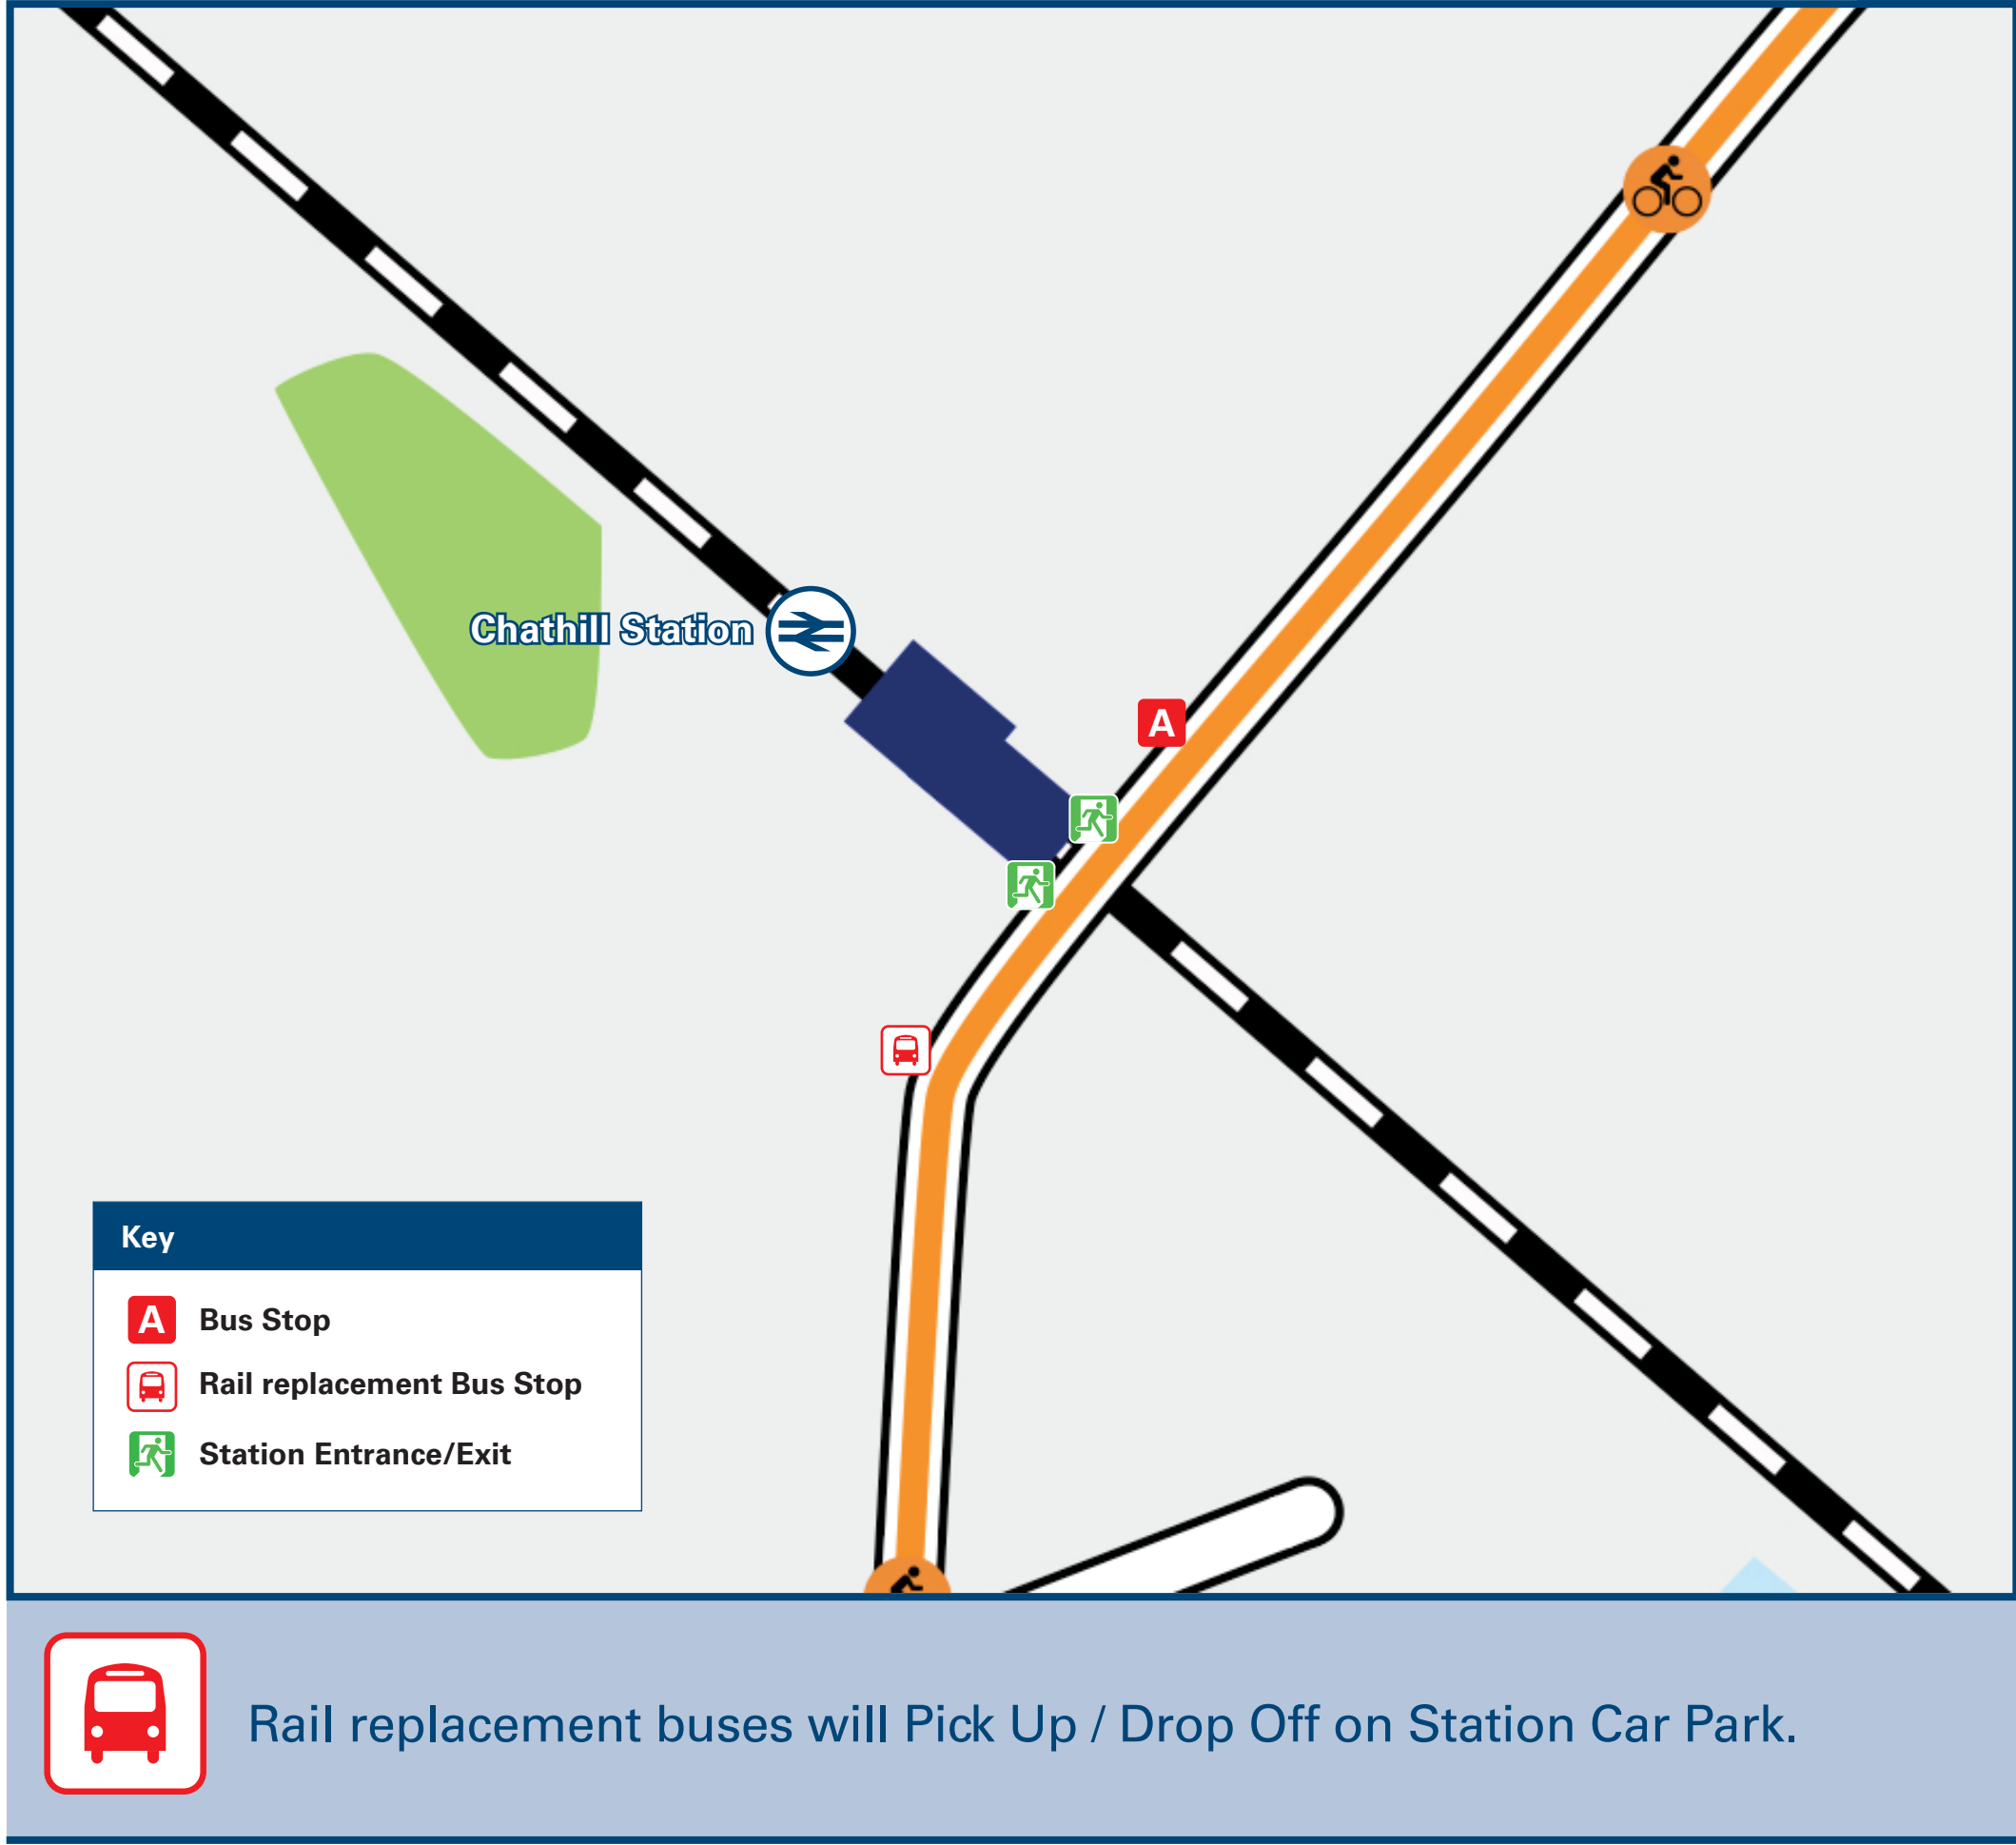 Chathill Station
A
Key
A Bus Stop
Rail replacement Bus Stop
Station Entrance/Exit
Rail replacement buses will Pick Up / Drop Off on Station Car Park.